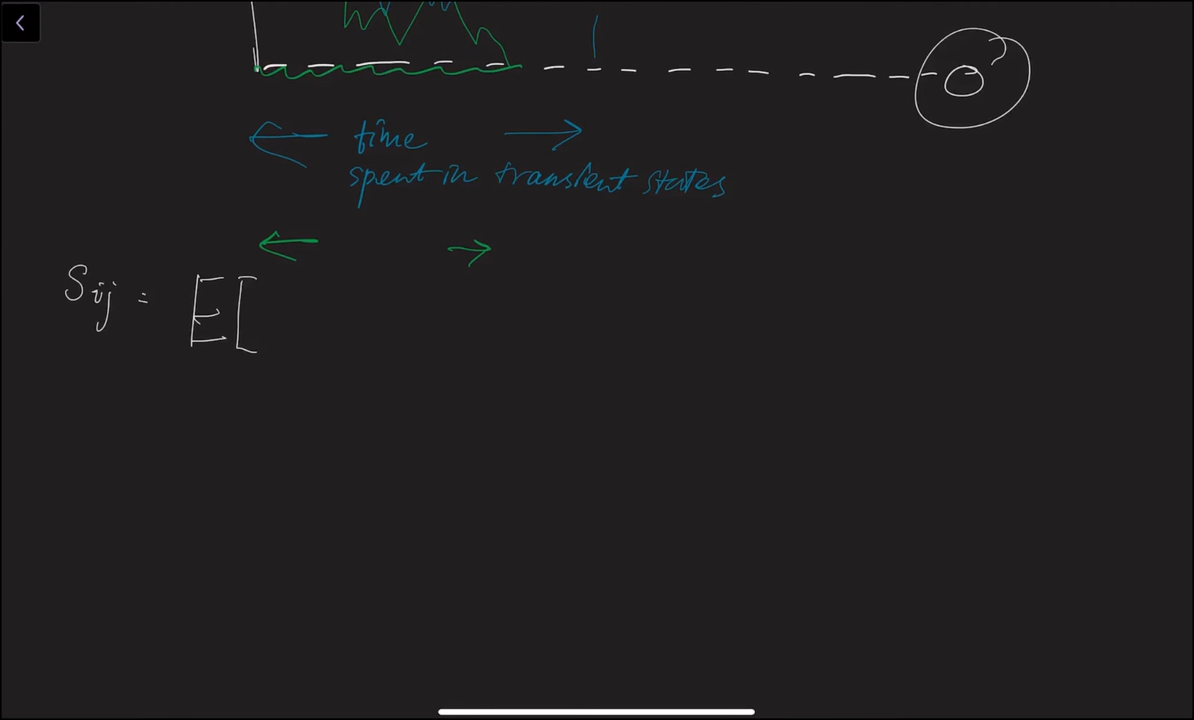 time
spent in transient states
Sij = E[